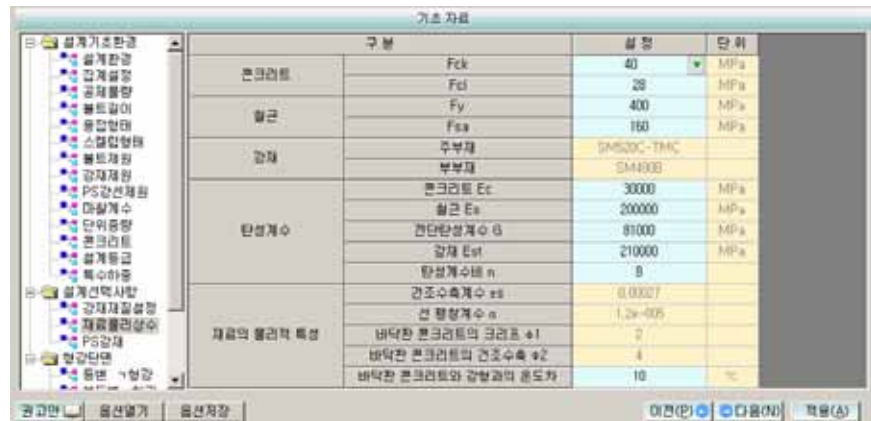 기초 자료
설계기초환경
설계환경
집계설정
공제물량
볼트길이
용접형태
스캘럽형태
볼트제원
강재제원
PS강선제원
마찰계수
단위중량
콘크리트
설계등급
특수하중
설계선택사항
강재재질설정
재료물리상수
PS강재
형강단면
등변 ㄱ형강
구 분 설 정 단 위
콘크리트 Fck 40 MPa
Fci 28 MPa
철근 Fy 400 MPa
Fsa 160 MPa
강재 주부재 SM520C-TMC
부부재 SM490B
탄성계수 콘크리트 Ec 30000 MPa
철근 Es 200000 MPa
전단탄성계수 G 81000 MPa
강재 Est 210000 MPa
탄성계수비 n 8
재료의 물리적 특성 건조수축계수 εs 0.00027
선 팽창계수 α 1.2e-005
바닥판 콘크리트의 크리프 φ1 2
바닥판 콘크리트의 건조수축 φ2 4
바닥판 콘크리트와 강형과의 온도차 10 ℃
권고안 옵션열기 옵션저장 이전(P) 다음(N) 적용(A)